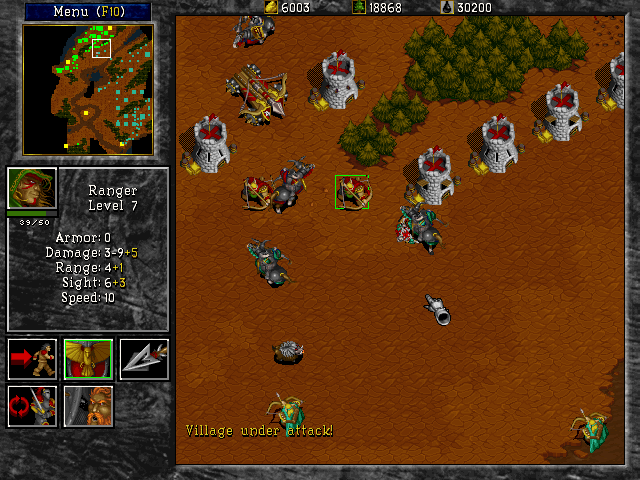 Menu (F10)
6003
18868
30200
Ranger
Level 7
39/50
Armor: 0
Damage: 3-9+5
Range: 4+1
Sight: 6+3
Speed: 10
Village under attack!